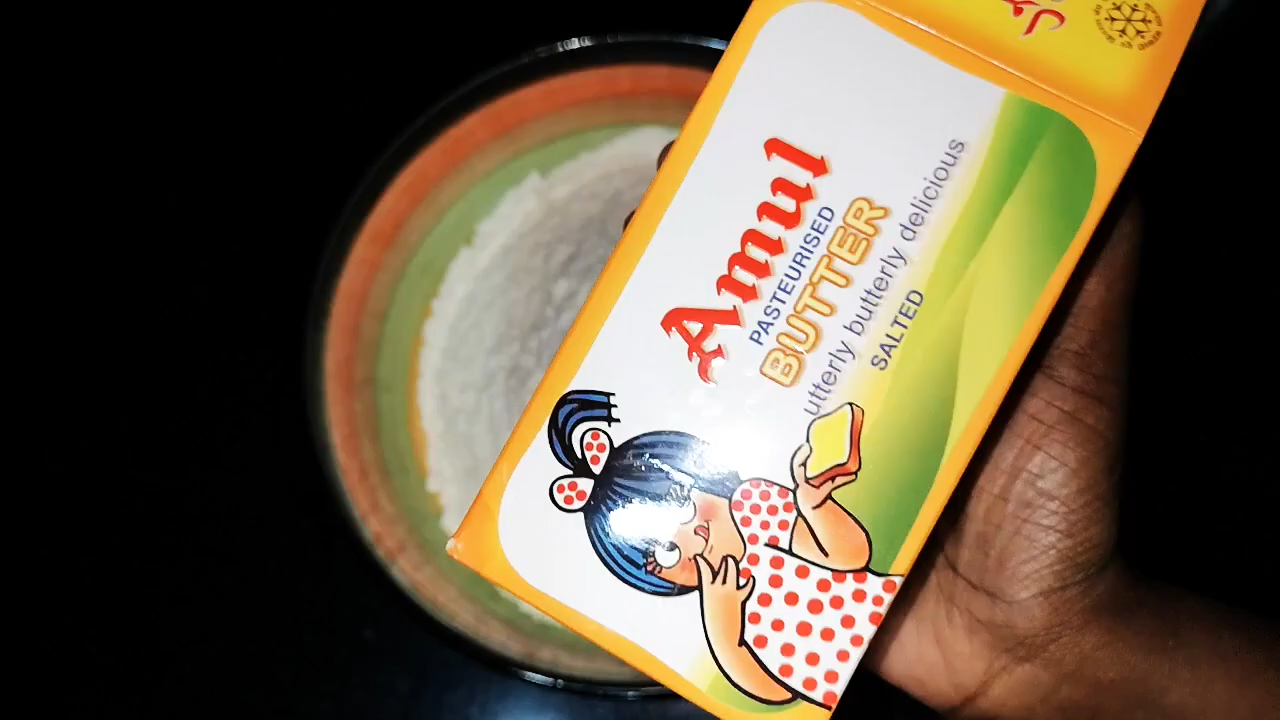 Amul
PASTEURISED
BUTTER
utterly butterly delicious
SALTED